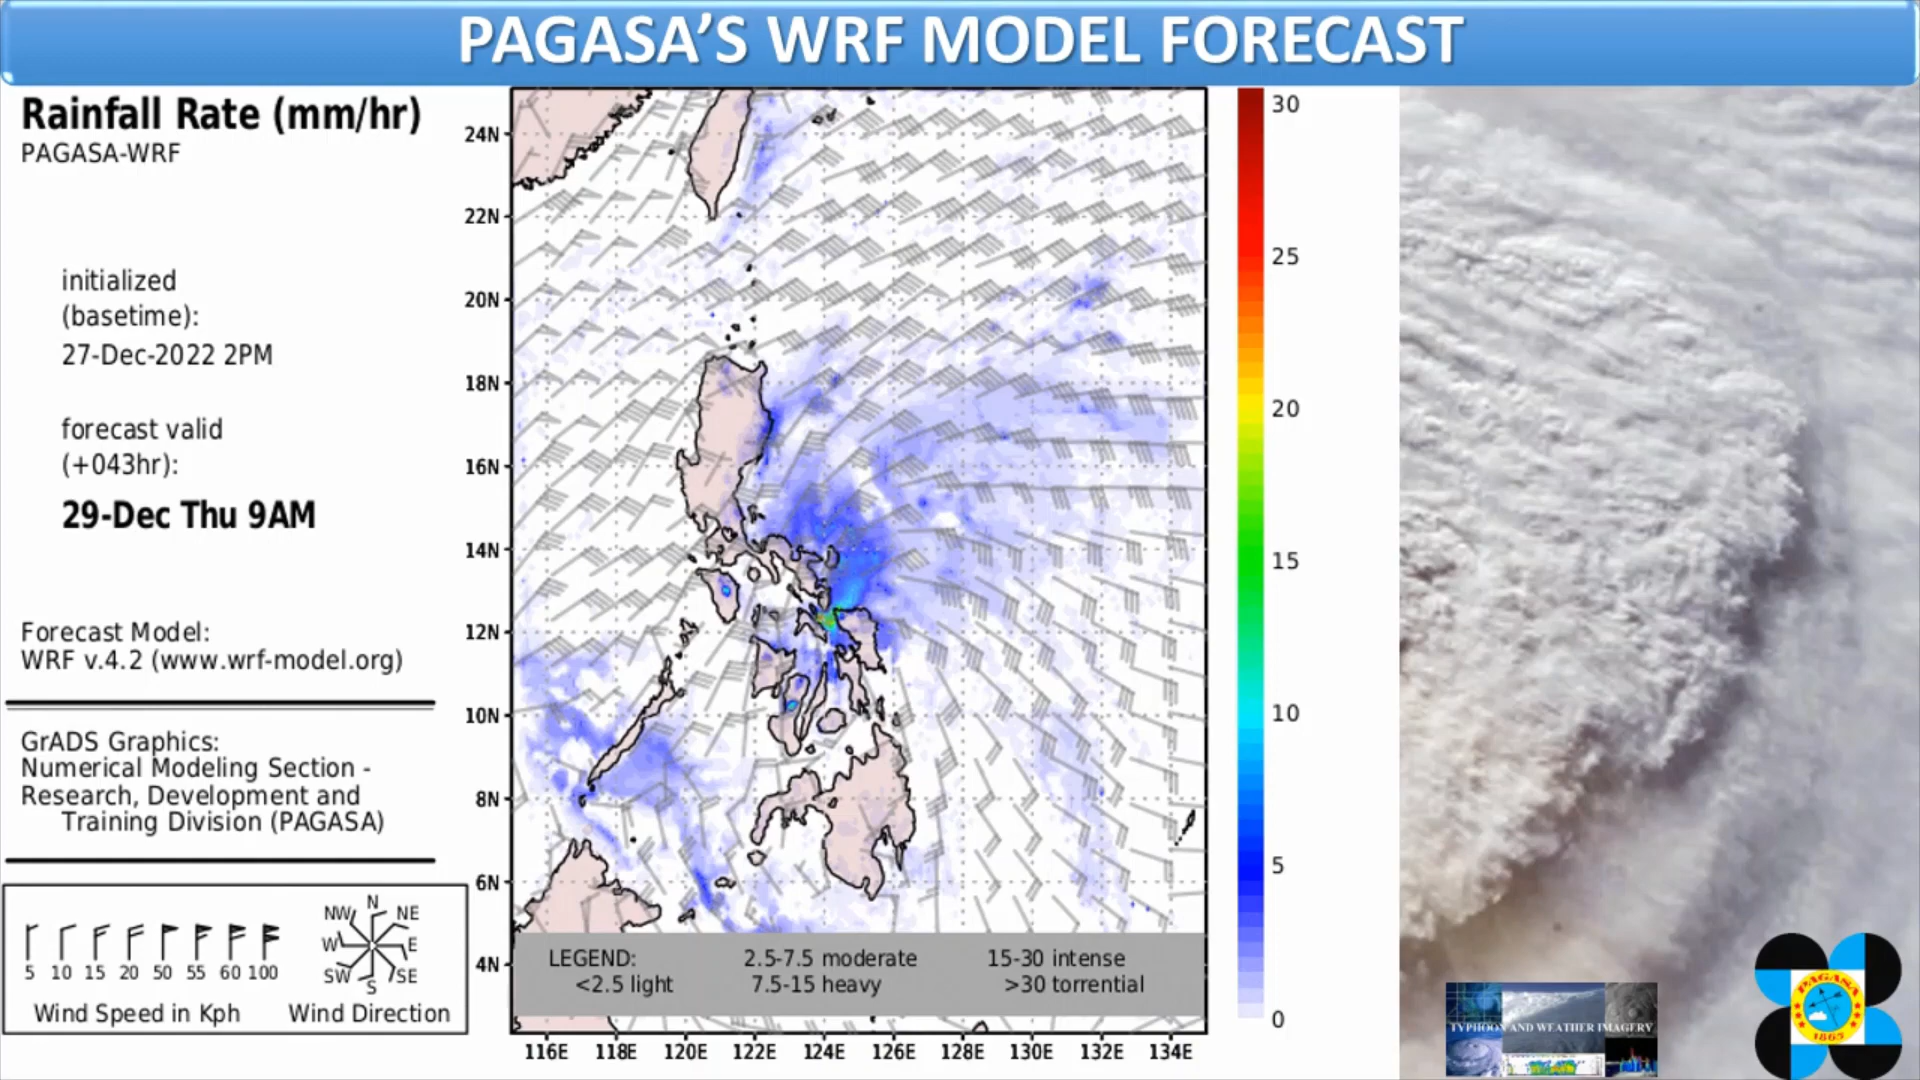 PAGASA'S WRF MODEL FORECAST
Rainfall Rate (mm/hr)
PAGASA-WRF
initialized
(basetime):
27-Dec-2022 2PM
forecast valid
(+043hr):
29-Dec Thu 9AM
Forecast Model:
WRF v.4.2 (www.wrf-model.org)
GrADS Graphics:
Numerical Modeling Section -
Research, Development and
Training Division (PAGASA)
5 10 15 20 50 55 60 100
Wind Speed in Kph
N
NW NE
W E
SW SE
S
Wind Direction
24N
22N
20N
18N
16N
14N
12N
10N
8N
6N
4N
LEGEND: 2.5-7.5 moderate 15-30 intense
<2.5 light 7.5-15 heavy >30 torrential
116E 118E 120E 122E 124E 126E 128E 130E 132E 134E
30
25
20
15
10
5
0
TYPHOON AND WEATHER IMAGERY
PAGASA
1865